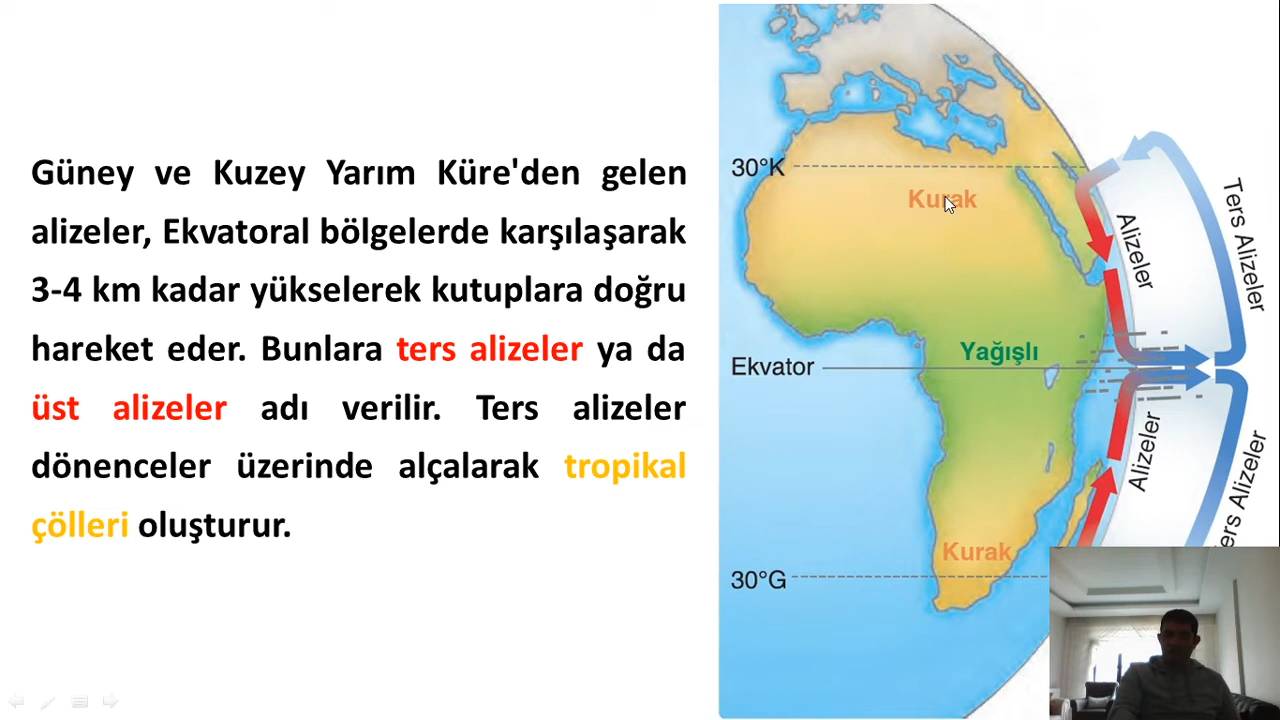 Güney ve Kuzey Yarım Küre'den gelen
alizeler, Ekvatoral bölgelerde karşılaşarak
3-4 km kadar yükselerek kutuplara doğru
hareket eder. Bunlara ters alizeler ya da
üst alizeler adı verilir. Ters alizeler
dönenceler üzerinde alçalarak tropikal
çölleri oluşturur.
30°K
Kurak
Alizeler
Ters Alizeler
Yağışlı
Ekvator
Alizeler
Alizeler
Kurak
30°G